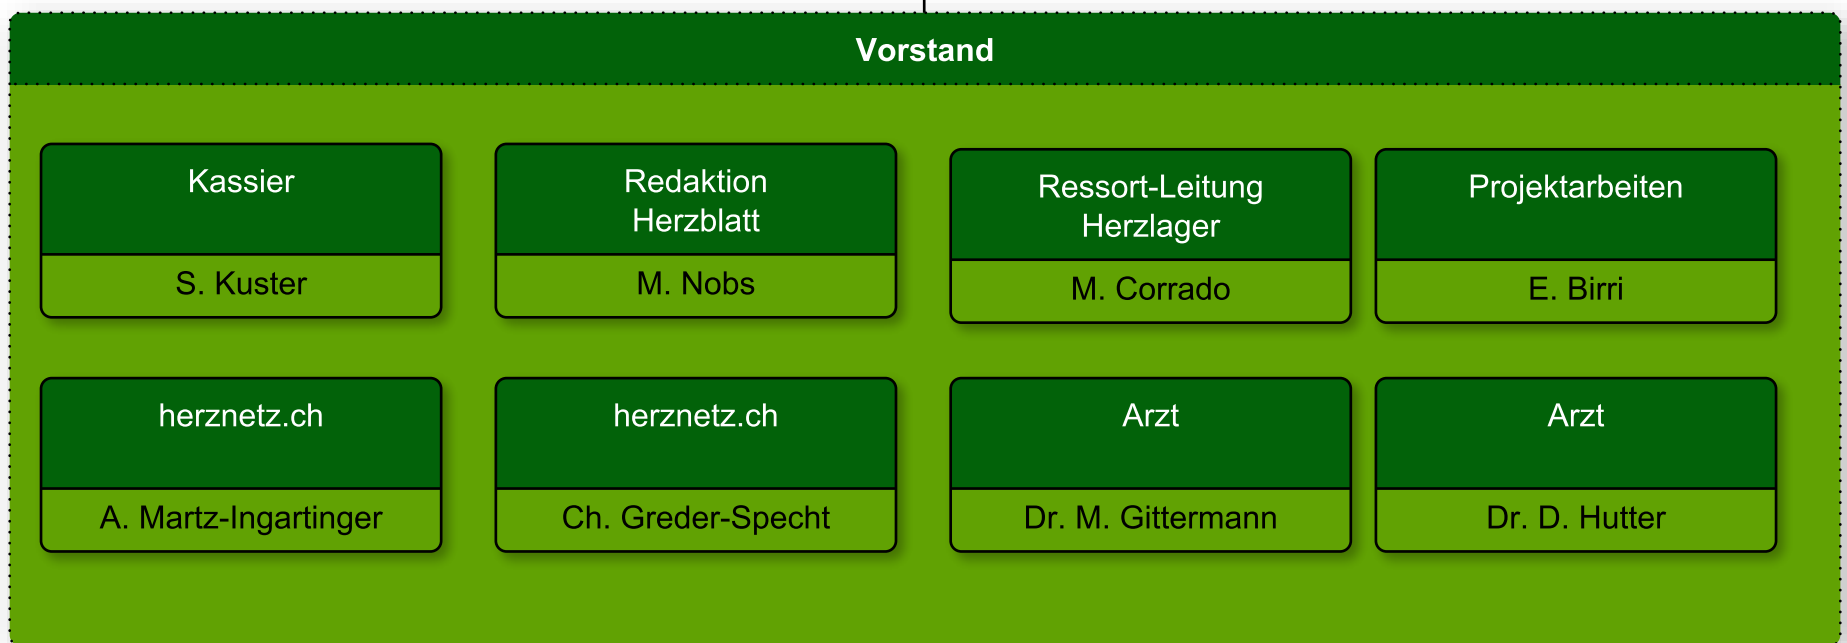 Vorstand
Kassier
S. Kuster
Redaktion
Herzblatt
M. Nobs
Ressort-Leitung
Herzlager
M. Corrado
Projektarbeiten
E. Birri
herznetz.ch
A. Martz-Ingartinger
herznetz.ch
Ch. Greder-Specht
Arzt
Dr. M. Gittermann
Arzt
Dr. D. Hutter